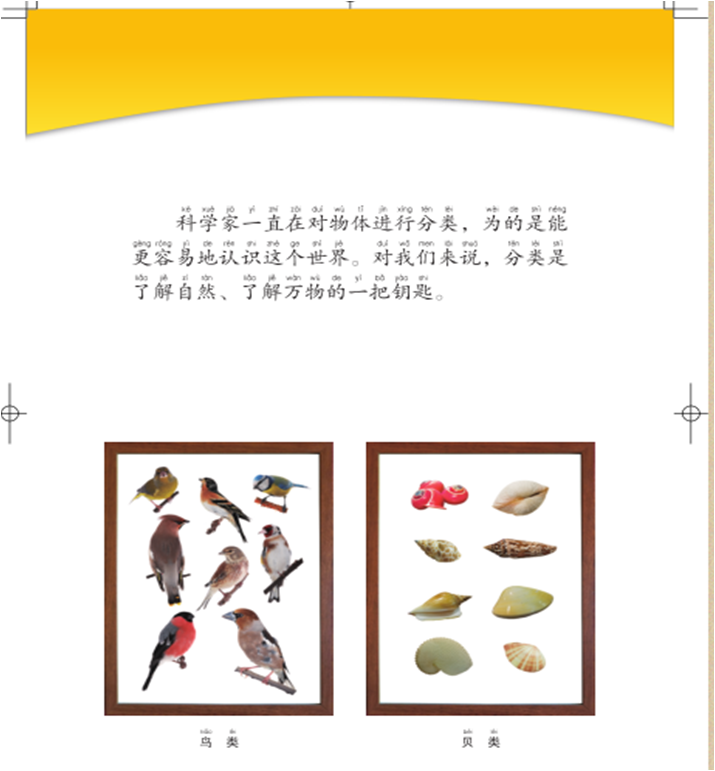 kē xué jiā yì zhí zài duì wù tǐ jìn xíng fēn lèi wèi de shì néng
科学家一直在对物体进行分类，为的是能
gèng róng yì de rèn shi zhè ge shì jiè duì wǒ men lái shuō fēn lèi shì
更容易地认识这个世界。对我们来说，分类是
liǎo jiě zì rán liǎo jiě wàn wù de yì bǎ yào shi
了解自然、了解万物的一把钥匙。
niǎo lèi bèi lèi
鸟 类 贝 类